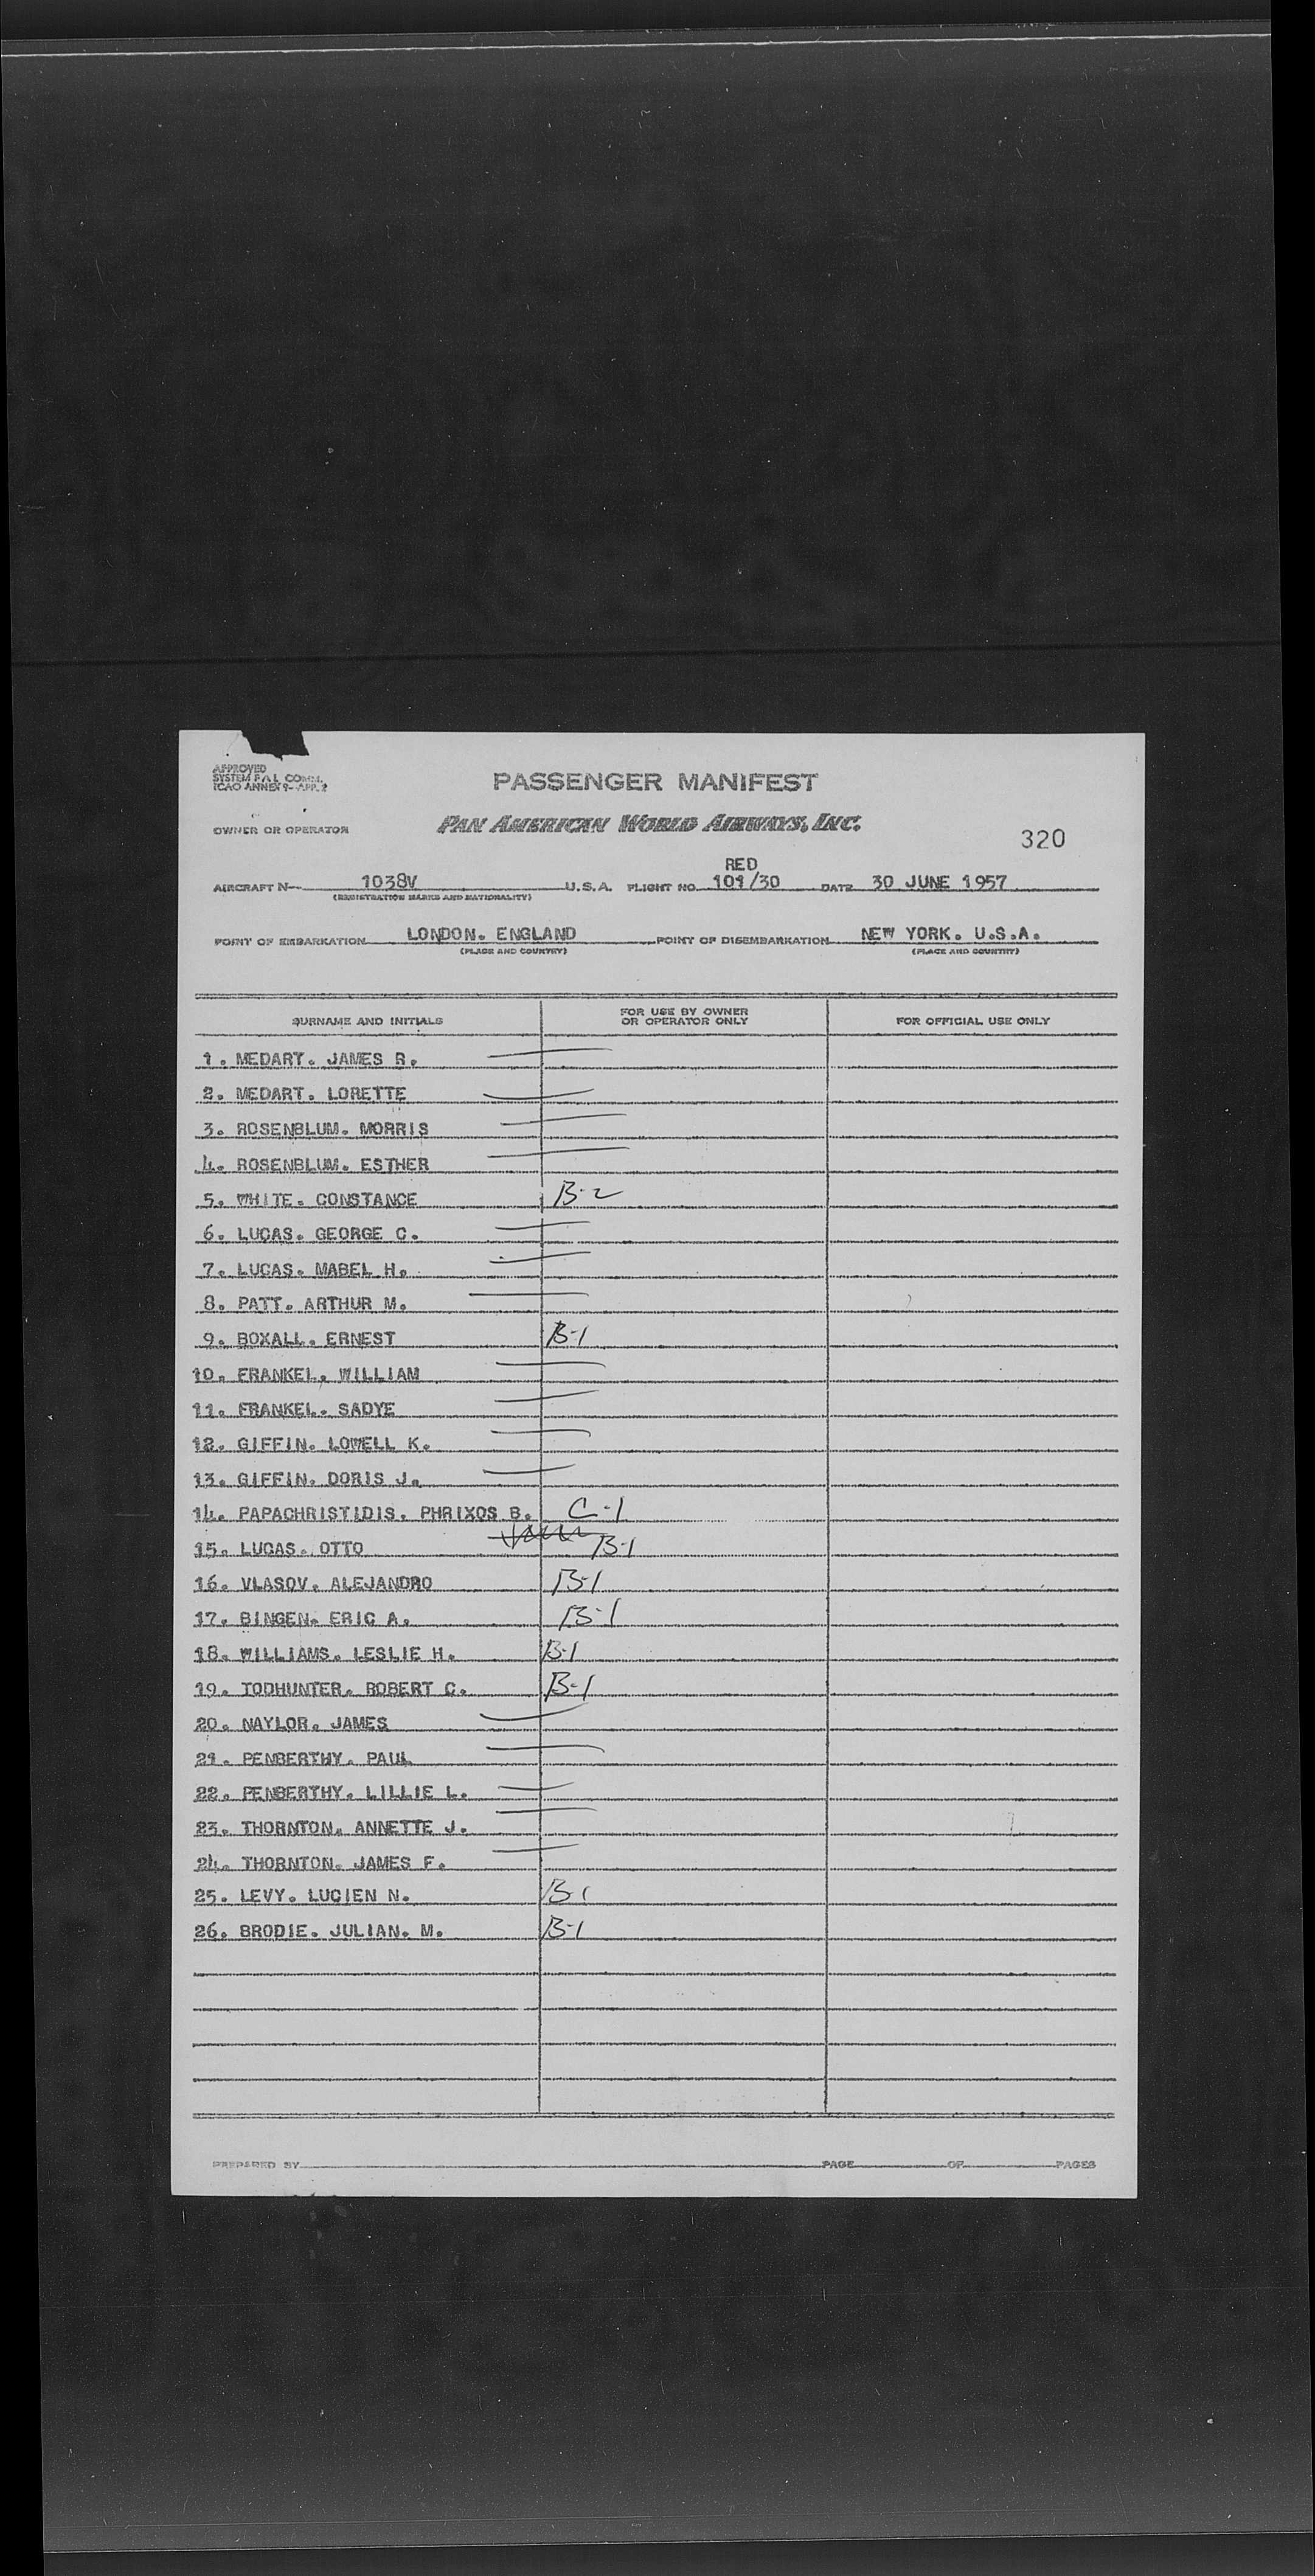 APPROVED
SYSTEM F.A.L. COMM.
ICAO ANNEX 9-APP. 2
PASSENGER MANIFEST
OWNER OR OPERATOR PAN AMERICAN WORLD AIRWAYS, INC.
320
RED
AIRCRAFT N— 1038V U.S.A. FLIGHT NO. 101/30 DATE 30 JUNE 1957
(REGISTRATION MARKS AND NATIONALITY)
POINT OF EMBARKATION LONDON. ENGLAND POINT OF DISEMBARKATION NEW YORK. U.S.A.
(PLACE AND COUNTRY) (PLACE AND COUNTRY)
SURNAME AND INITIALS FOR USE BY OWNER OR OPERATOR ONLY FOR OFFICIAL USE ONLY
1. MEDART. JAMES R.
2. MEDART. LORETTE
3. ROSENBLUM. MORRIS
4. ROSENBLUM. ESTHER
5. WHITE. CONSTANCE B-2
6. LUCAS. GEORGE C.
7. LUCAS. MABEL H.
8. PATT. ARTHUR M.
9. BOXALL. ERNEST B-1
10. FRANKEL. WILLIAM
11. FRANKEL. SADYE
12. GIFFIN. LOWELL K.
13. GIFFIN. DORIS J.
14. PAPACHRISTIDIS. PHRIXOS B. C-1
15. LUCAS. OTTO B-1
16. VLASOV. ALEJANDRO B-1
17. BINGEN. ERIC A. B-1
18. WILLIAMS. LESLIE H. B-1
19. TODHUNTER. ROBERT C. B-1
20. NAYLOR. JAMES
21. PENBERTHY. PAUL
22. PENBERTHY. LILLIE L.
23. THORNTON. ANNETTE J.
24. THORNTON. JAMES F.
25. LEVY. LUCIEN N. B-1
26. BRODIE. JULIAN. M. B-1
PREPARED BY PAGE OF PAGES